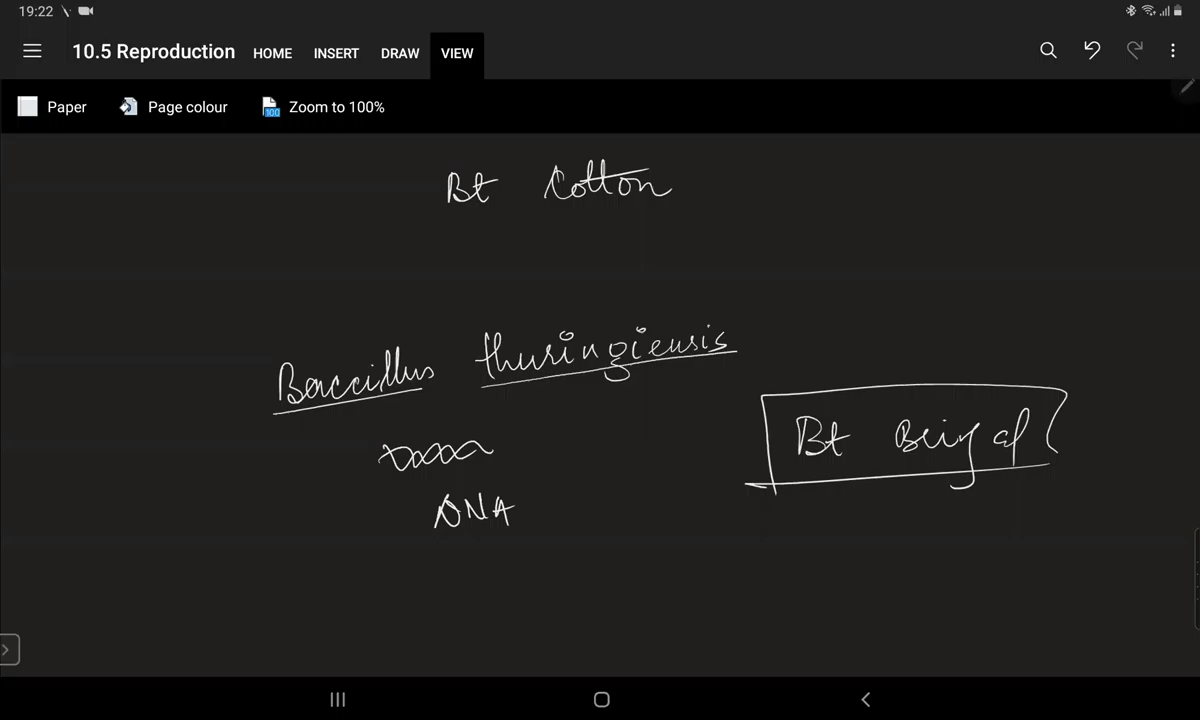 19:22
10.5 Reproduction HOME INSERT DRAW VIEW
Paper Page colour Zoom to 100%
Bt Cotton
Baccillus thuringiensis
Bt
DNA